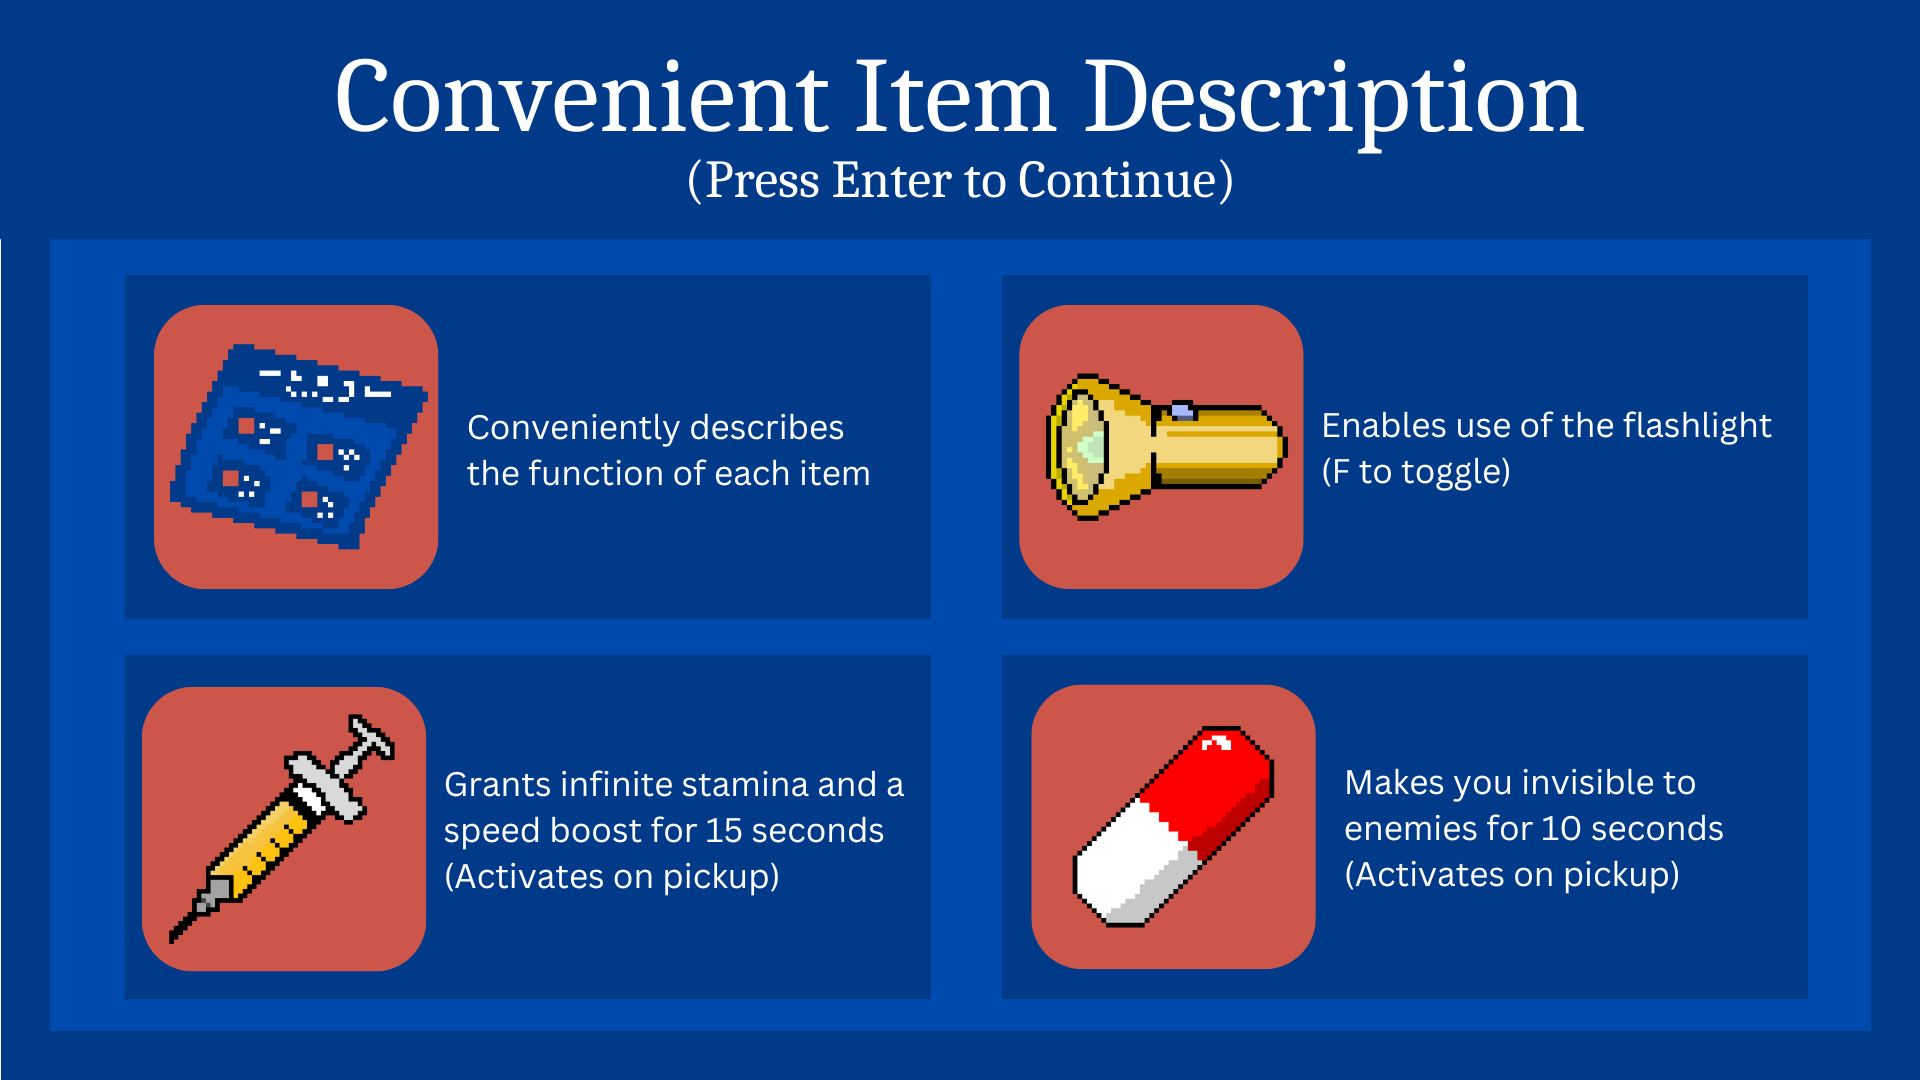 Convenient Item Description
(Press Enter to Continue)
Conveniently describes
the function of each item
Enables use of the flashlight
(F to toggle)
Grants infinite stamina and a
speed boost for 15 seconds
(Activates on pickup)
Makes you invisible to
enemies for 10 seconds
(Activates on pickup)